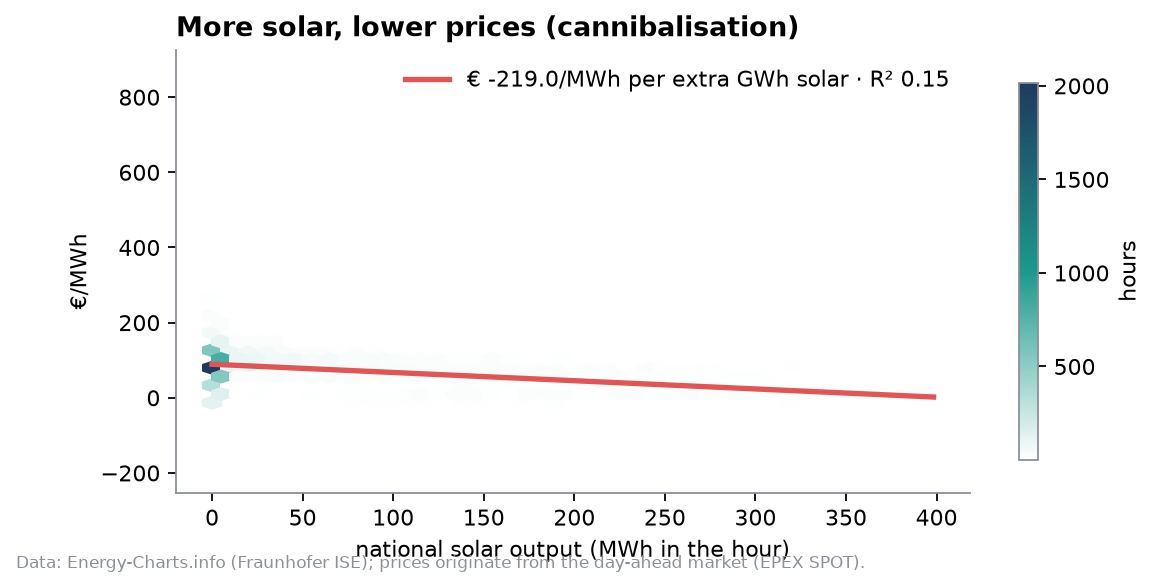 More solar, lower prices (cannibalisation)
€ -219.0/MWh per extra GWh solar · R² 0.15
€/MWh
800
600
400
200
0
−200
0 50 100 150 200 250 300 350 400
national solar output (MWh in the hour)
2000
1500
1000
500
hours
Data: Energy-Charts.info (Fraunhofer ISE); prices originate from the day-ahead market (EPEX SPOT).